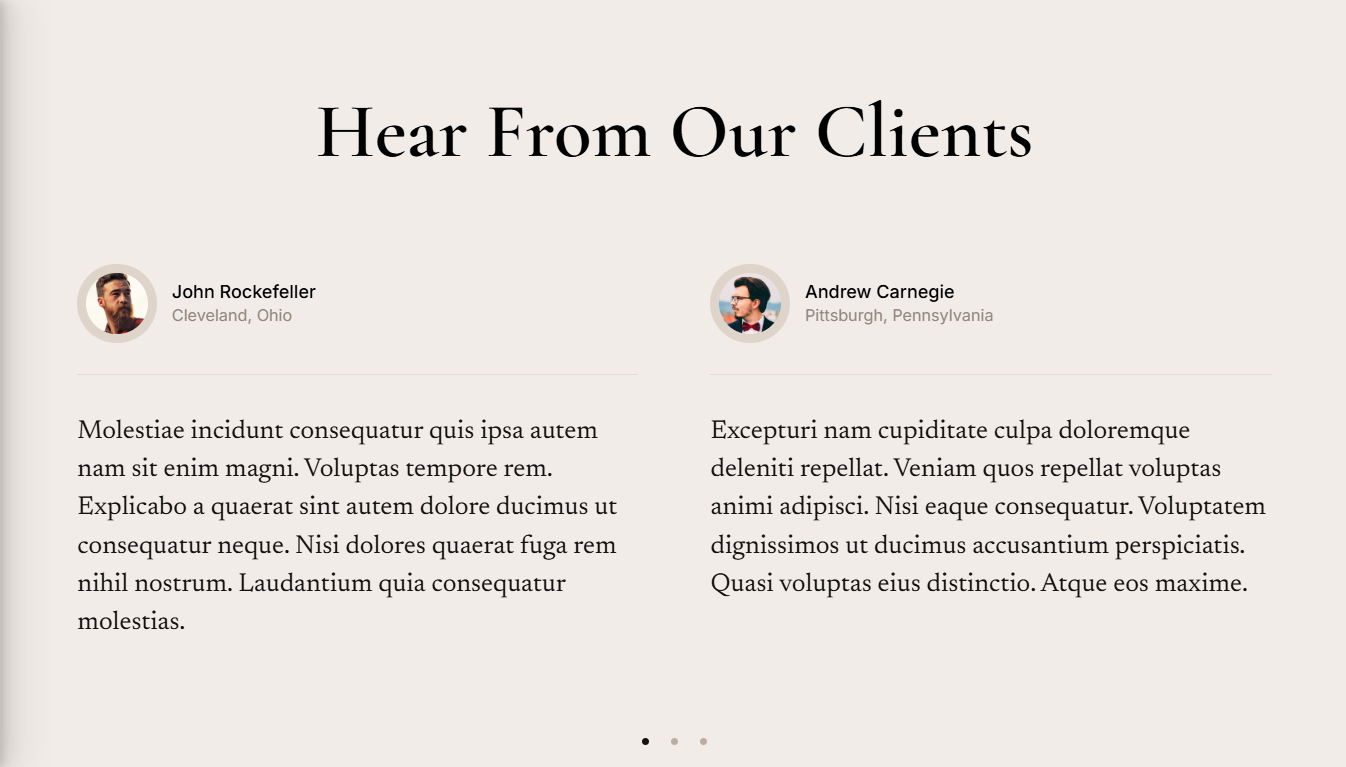 Hear From Our Clients
John Rockefeller
Cleveland, Ohio
Molestiae incidunt consequatur quis ipsa autem
nam sit enim magni. Voluptas tempore rem.
Explicabo a quaerat sint autem dolore ducimus ut
consequatur neque. Nisi dolores quaerat fuga rem
nihil nostrum. Laudantium quia consequatur
molestias.
Andrew Carnegie
Pittsburgh, Pennsylvania
Excepturi nam cupiditate culpa doloremque
deleniti repellat. Veniam quos repellat voluptas
animi adipisci. Nisi eaque consequatur. Voluptatem
dignissimos ut ducimus accusantium perspiciatis.
Quasi voluptas eius distinctio. Atque eos maxime.